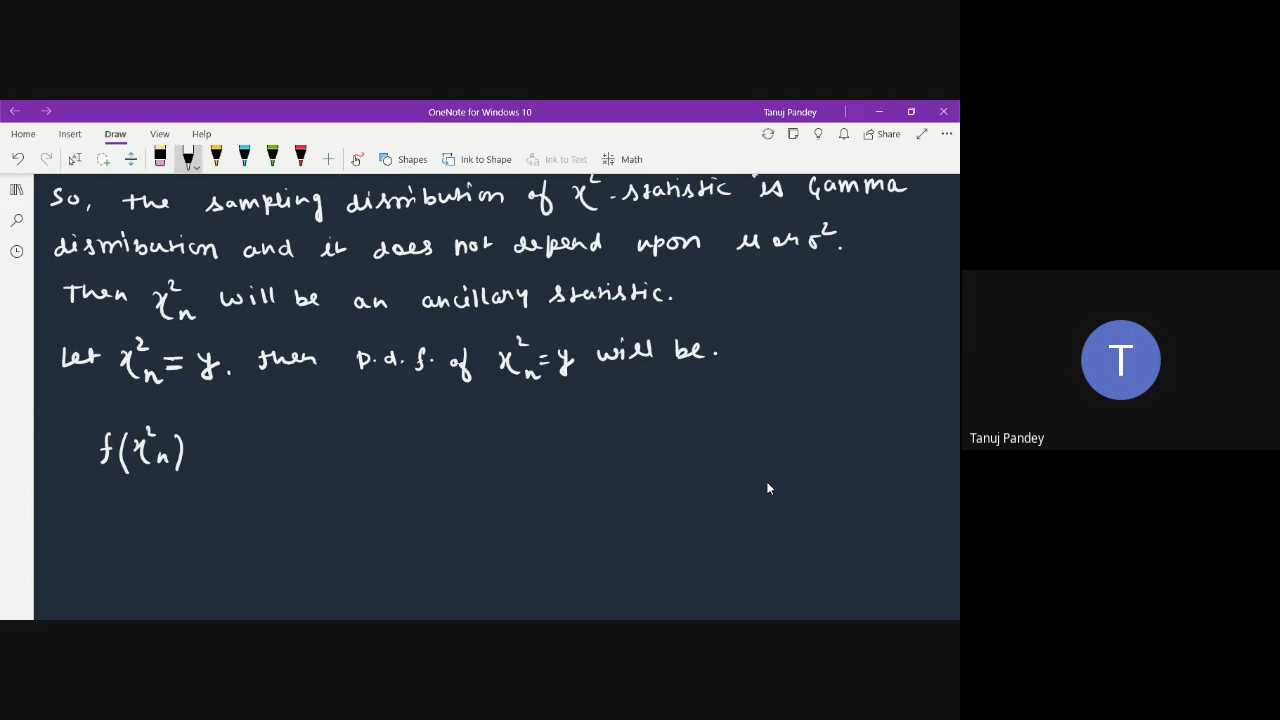 OneNote for Windows 10
Tanuj Pandey
Home Insert Draw View Help
Share
Shapes Ink to Shape Ink to Text Math
So, the sampling distribution of χ²-statistic is Gamma
distribution and it does not depend upon μ or σ².
Then χ²n will be an ancillary statistic.
Let χ²n = y. then p.d.f. of χ²n = y will be.
f(χ²n)
T
Tanuj Pandey